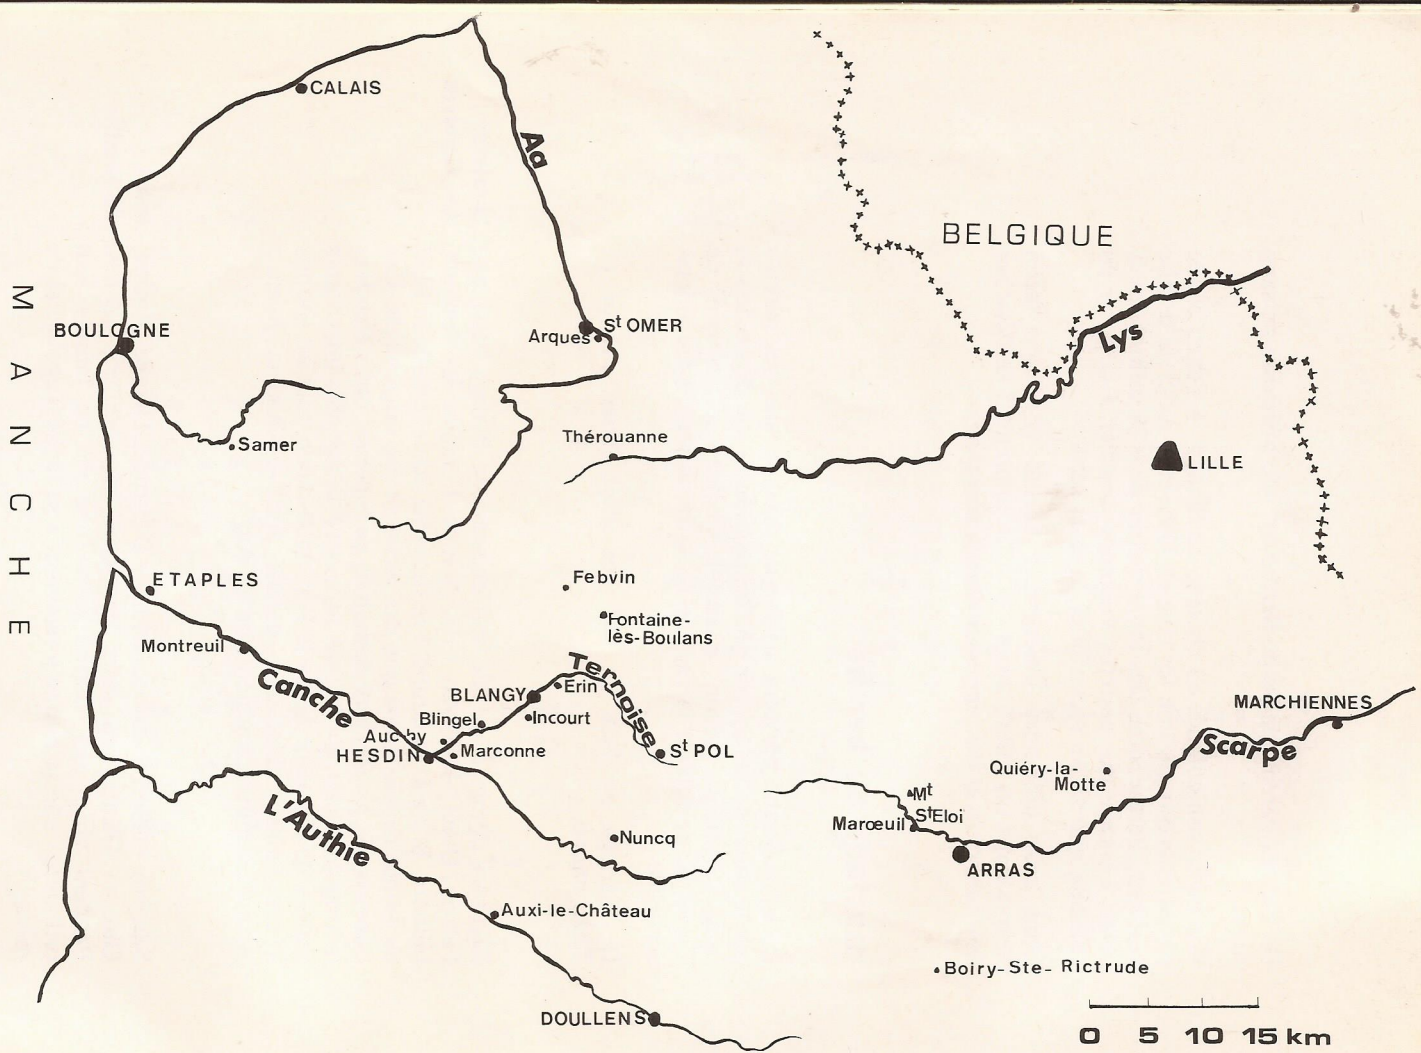 CALAIS
Aa
BELGIQUE
MANCHE
BOULOGNE
St OMER
Arques
Lys
Samer
Thérouanne
LILLE
ETAPLES
Febvin
Fontaine-
lès-Boulans
Montreuil
Canche
Ternoise
BLANGY
Erin
Blingel
Incourt
Auchy
Marconne
HESDIN
St POL
MARCHIENNES
Scarpe
Quiéry-la-
Motte
Mt
St Eloi
Marœuil
ARRAS
L'Authie
Nuncq
Auxi-le-Château
Boiry-Ste- Rictrude
DOULLENS
0 5 10 15 km